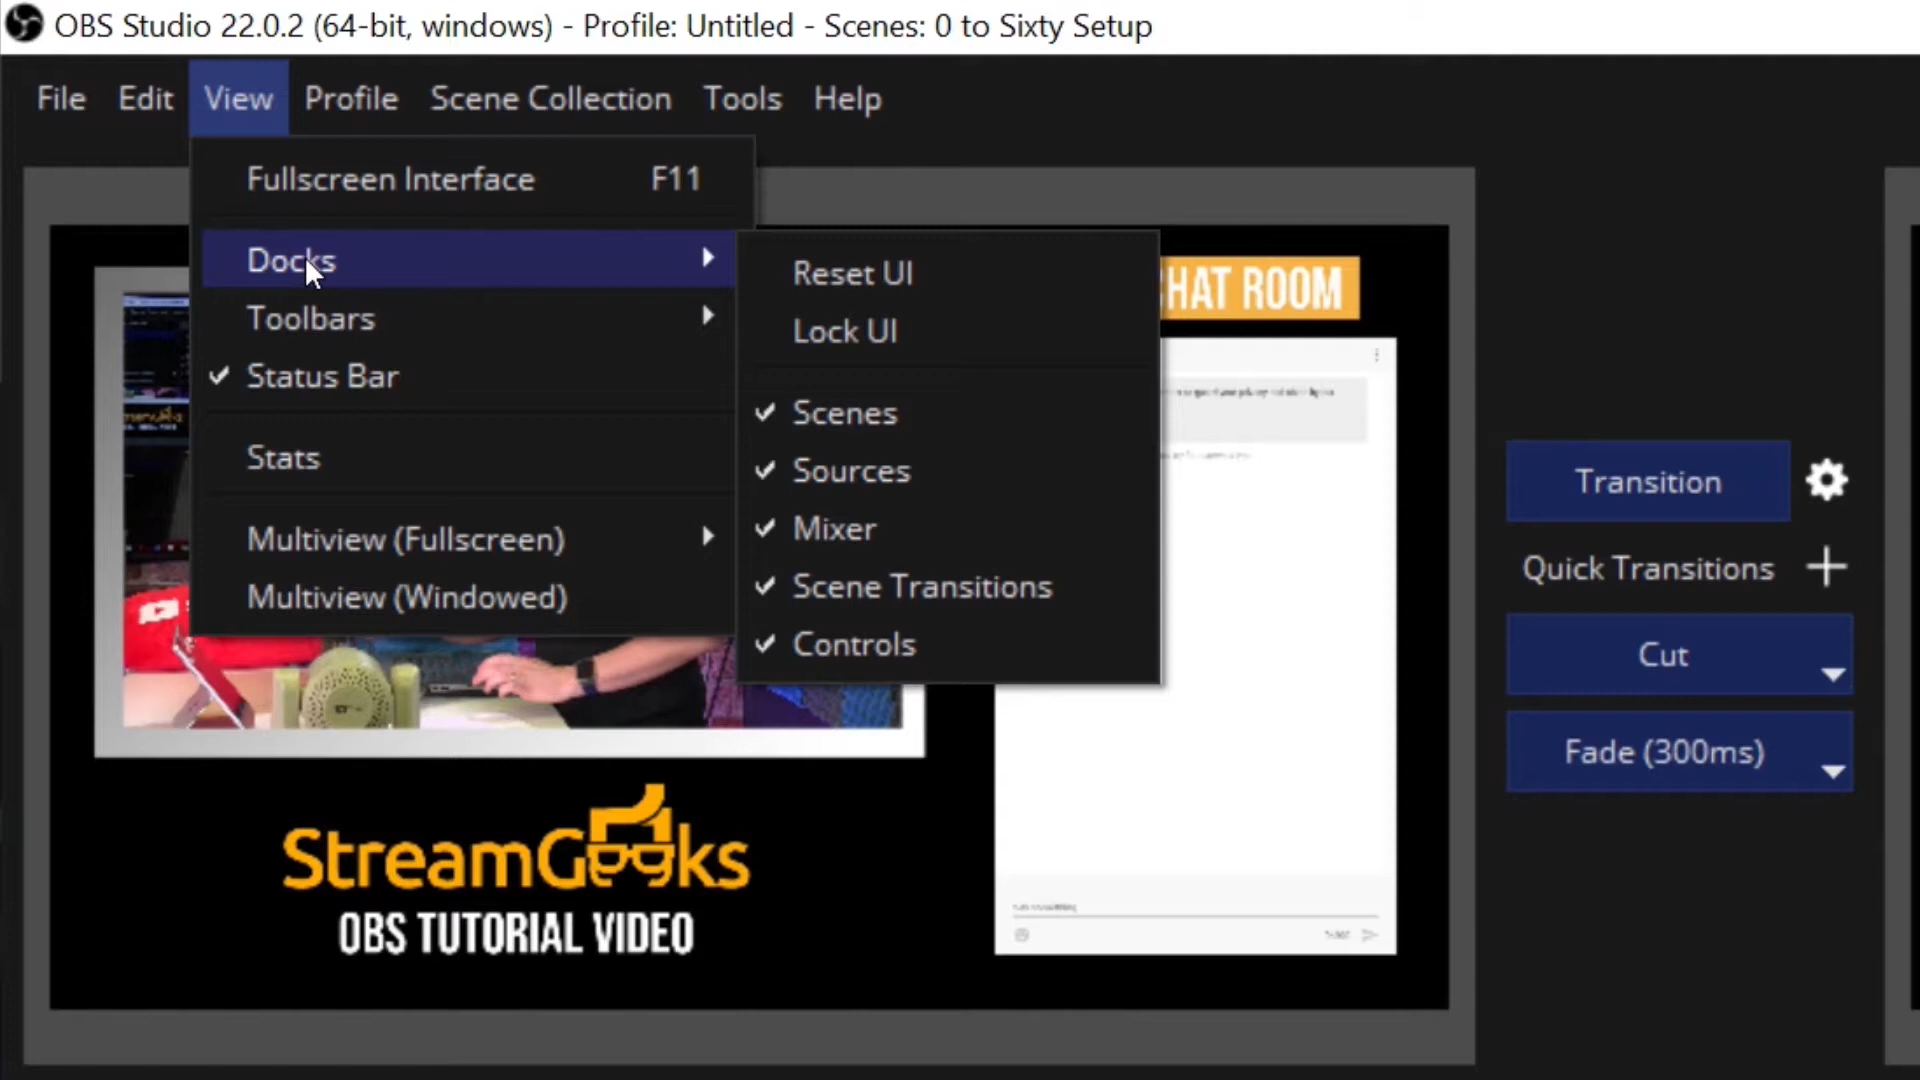 OBS Studio 22.0.2 (64-bit, windows) - Profile: Untitled - Scenes: 0 to Sixty Setup
File Edit View Profile Scene Collection Tools Help
Fullscreen Interface F11
Docks
Toolbars
Status Bar
Stats
Multiview (Fullscreen)
Multiview (Windowed)
Reset UI
Lock UI
Scenes
Sources
Mixer
Scene Transitions
Controls
HAT ROOM
Transition
Quick Transitions
Cut
Fade (300ms)
StreamGeeks
OBS TUTORIAL VIDEO